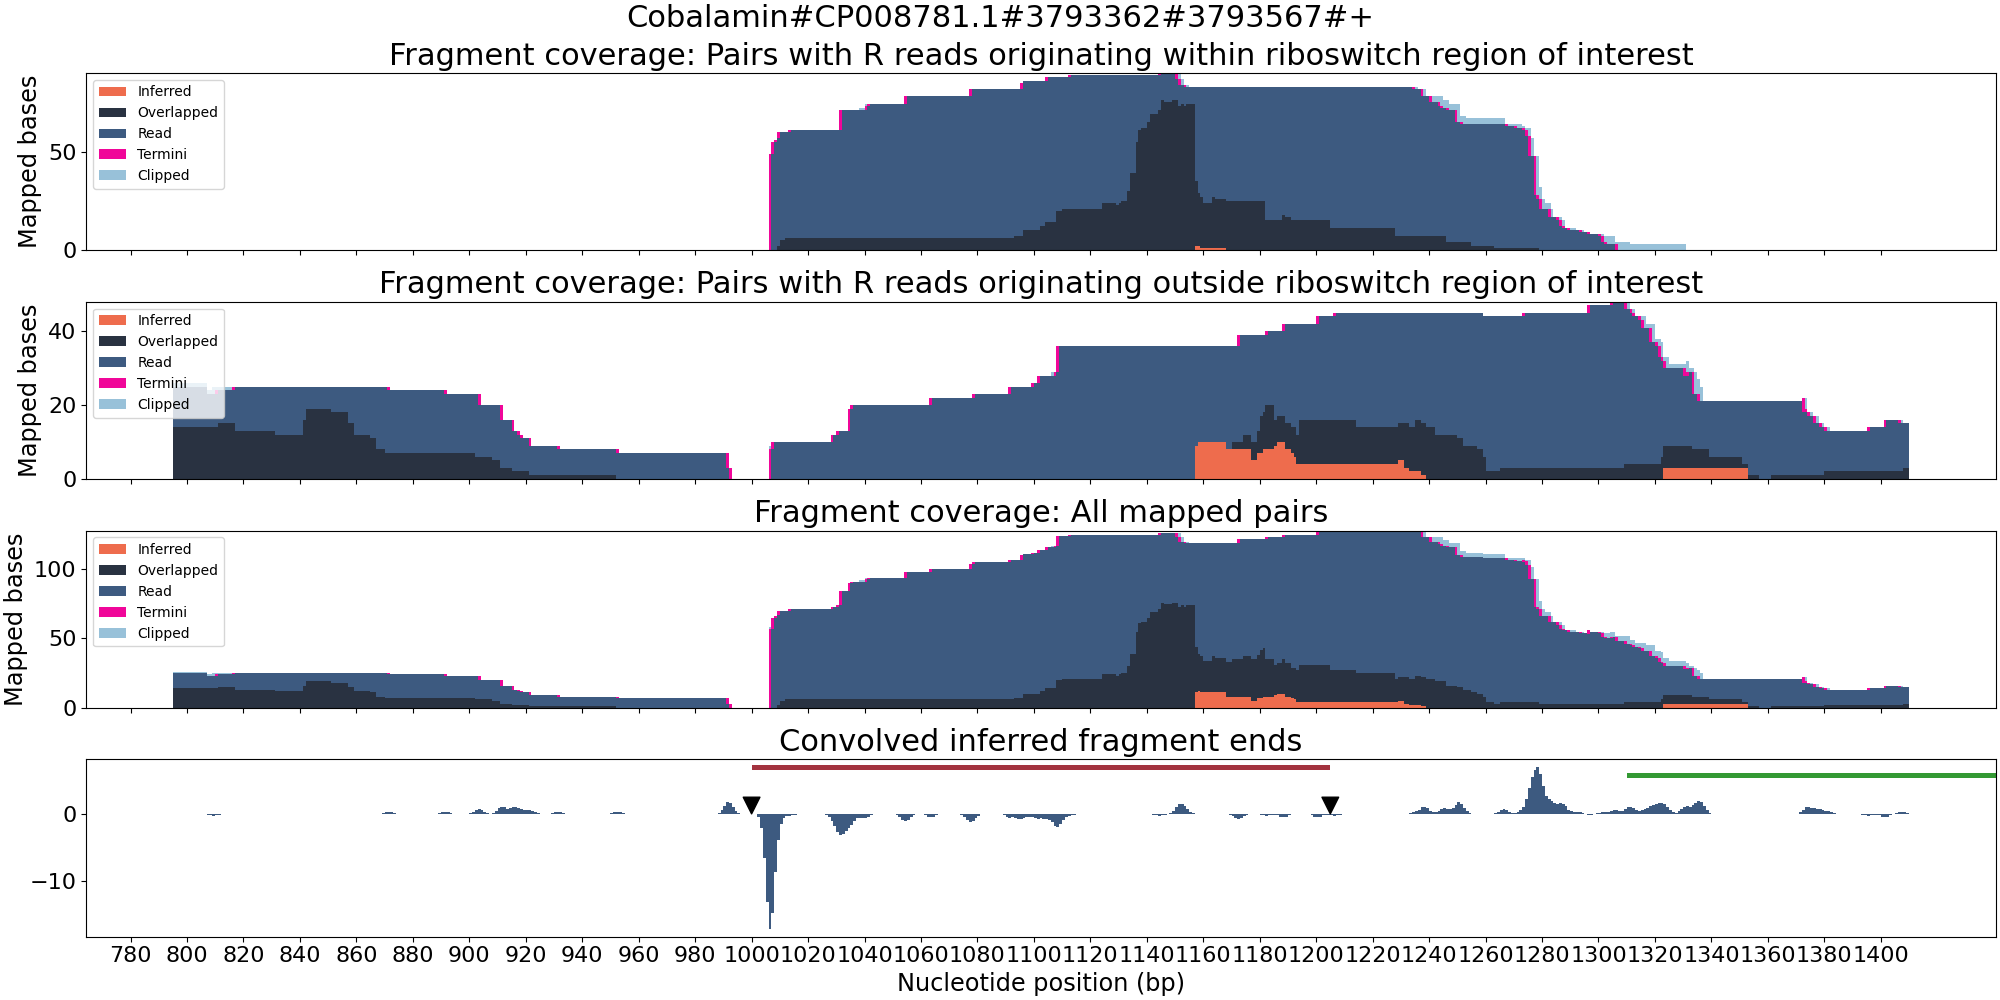 Cobalamin#CP008781.1#3793362#3793567#+
Fragment coverage: Pairs with R reads originating within riboswitch region of interest
Mapped bases
50
0
Inferred
Overlapped
Read
Termini
Clipped
Fragment coverage: Pairs with R reads originating outside riboswitch region of interest
Mapped bases
40
20
0
Inferred
Overlapped
Read
Termini
Clipped
Fragment coverage: All mapped pairs
Mapped bases
100
50
0
Inferred
Overlapped
Read
Termini
Clipped
Convolved inferred fragment ends
0
−10
780 800 820 840 860 880 900 920 940 960 980 1000 1020 1040 1060 1080 1100 1120 1140 1160 1180 1200 1220 1240 1260 1280 1300 1320 1340 1360 1380 1400
Nucleotide position (bp)